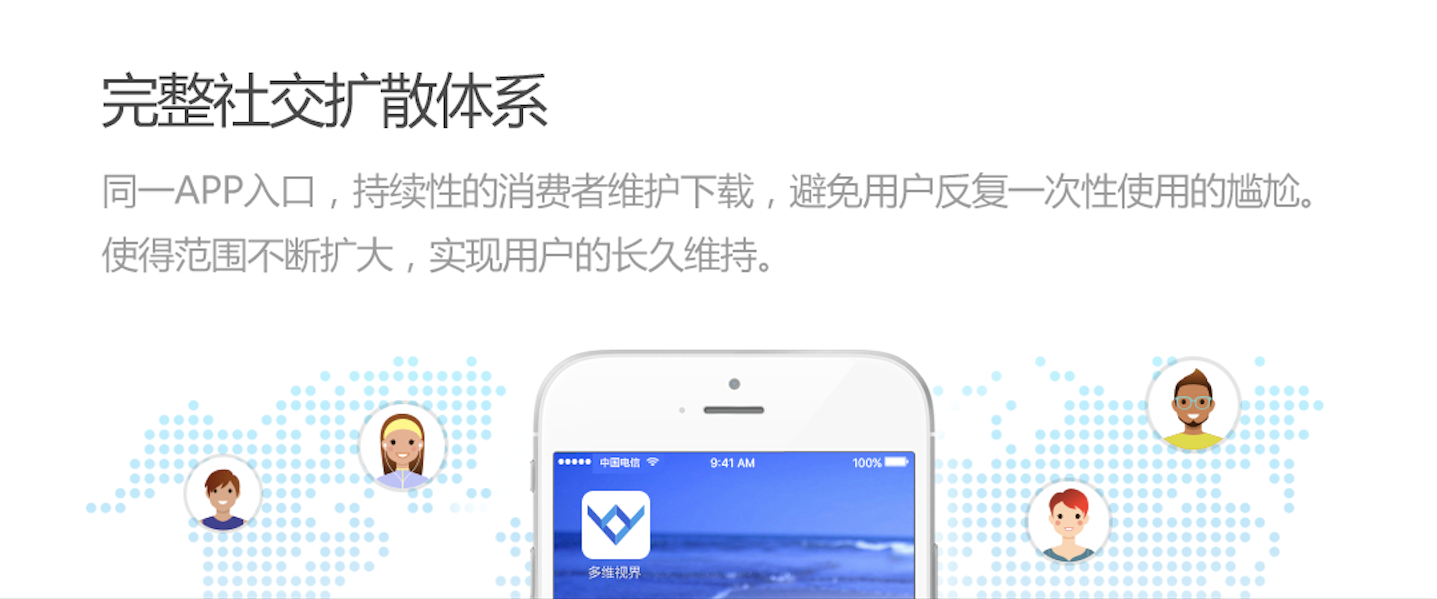 完整社交扩散体系
同一APP入口，持续性的消费者维护下载，避免用户反复一次性使用的尴尬。
使得范围不断扩大，实现用户的长久维持。
中国电信 9:41 AM 100%
多维视界